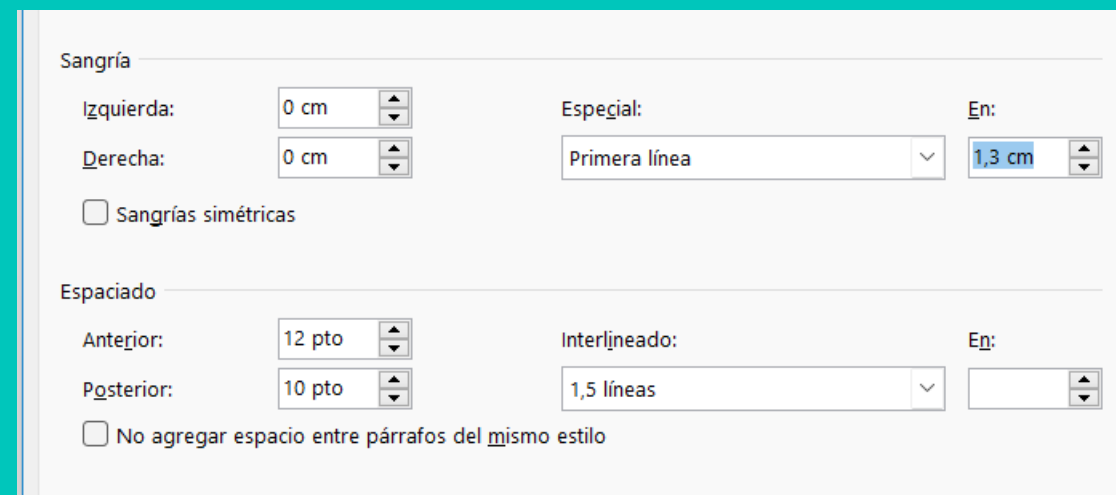 Sangría
Izquierda: 0 cm Especial: En:
Derecha: 0 cm Primera línea 1,3 cm
Sangrías simétricas
Espaciado
Anterior: 12 pto Interlineado: En:
Posterior: 10 pto 1,5 líneas
No agregar espacio entre párrafos del mismo estilo